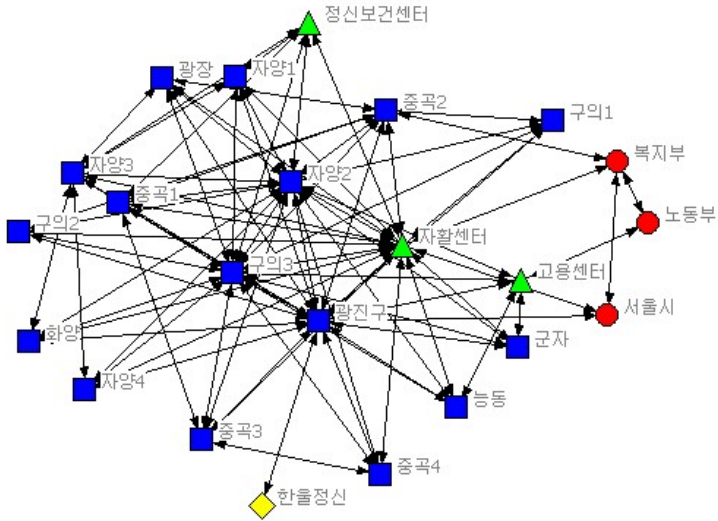 정신보건센터
광장
자양1
중곡2
구의1
복지부
자양3
자양2
중곡1
노동부
구의2
자활센터
구의3
고용센터
광진구
서울시
화양
군자
자양4
능동
중곡3
중곡4
한울정신